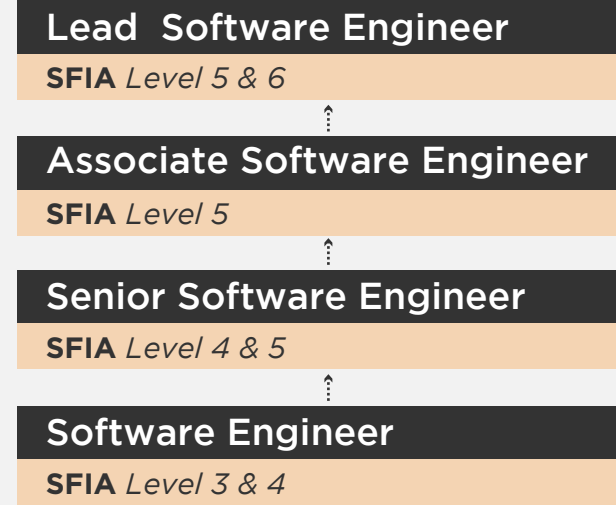 Lead Software Engineer
SFIA Level 5 & 6
Associate Software Engineer
SFIA Level 5
Senior Software Engineer
SFIA Level 4 & 5
Software Engineer
SFIA Level 3 & 4